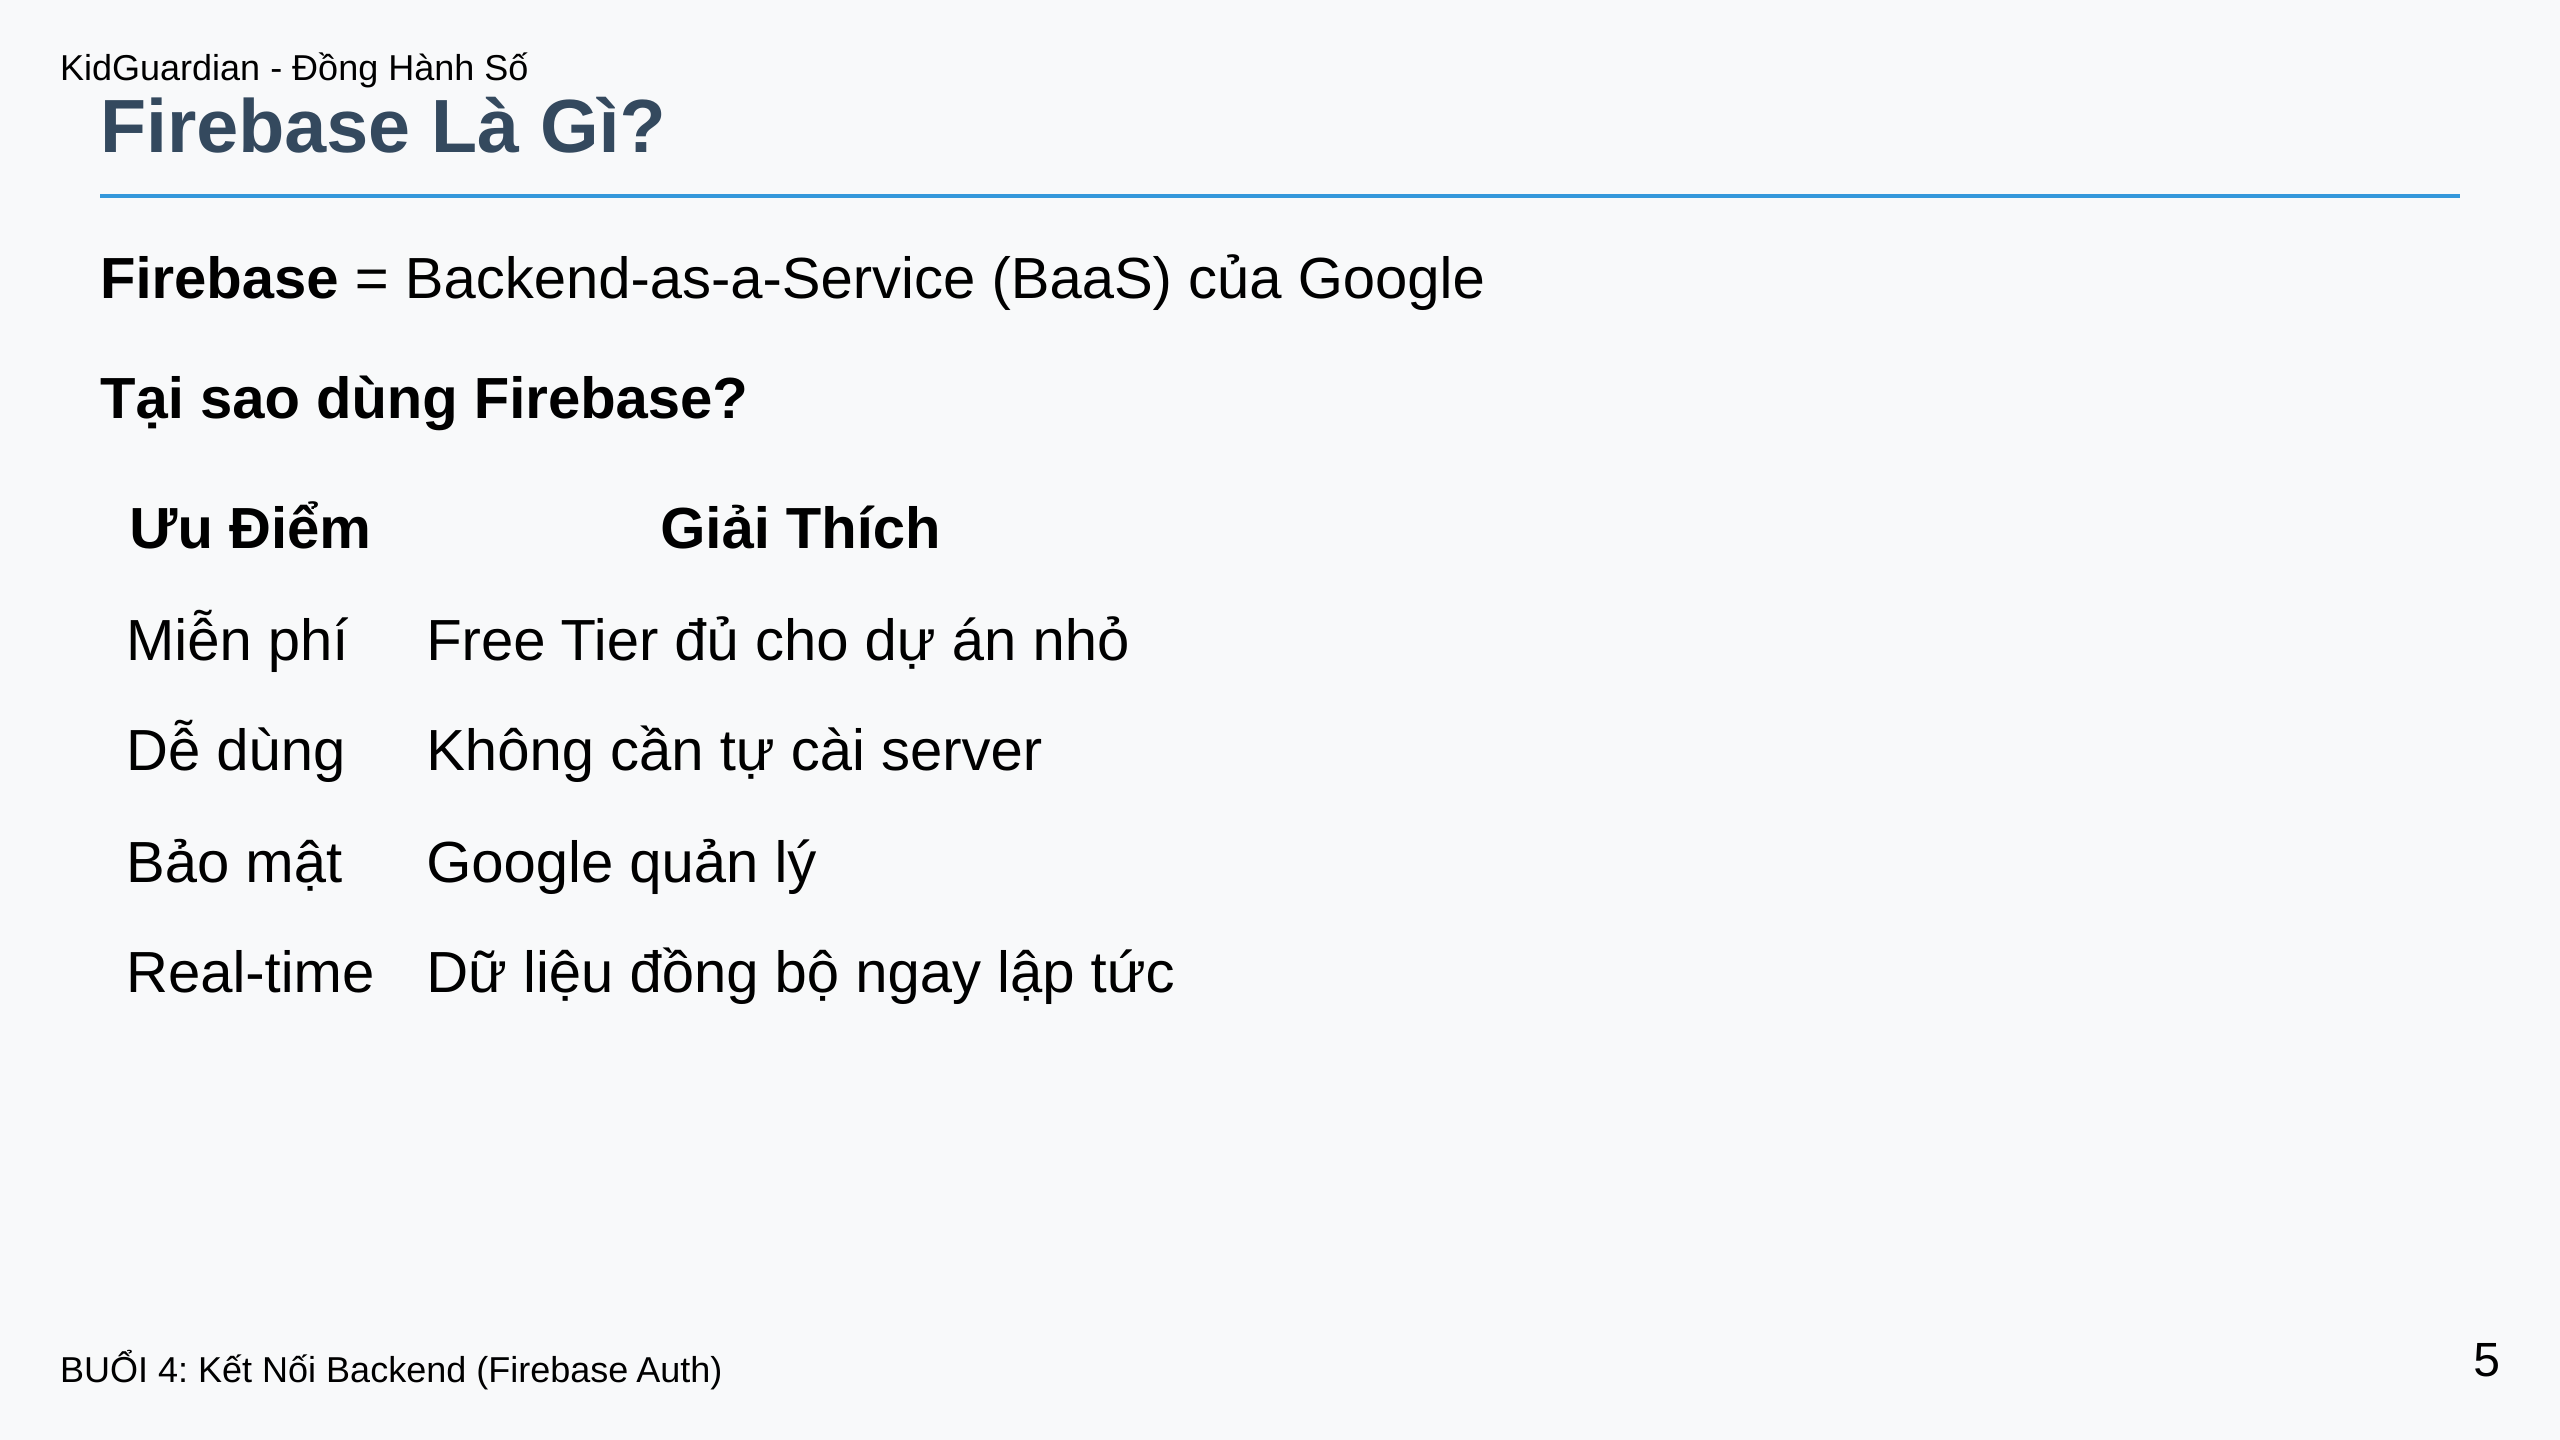 KidGuardian - Đồng Hành Số
Firebase Là Gì?
Firebase = Backend-as-a-Service (BaaS) của Google
Tại sao dùng Firebase?
Ưu Điểm Giải Thích
Miễn phí Free Tier đủ cho dự án nhỏ
Dễ dùng Không cần tự cài server
Bảo mật Google quản lý
Real-time Dữ liệu đồng bộ ngay lập tức
BUỔI 4: Kết Nối Backend (Firebase Auth)
5